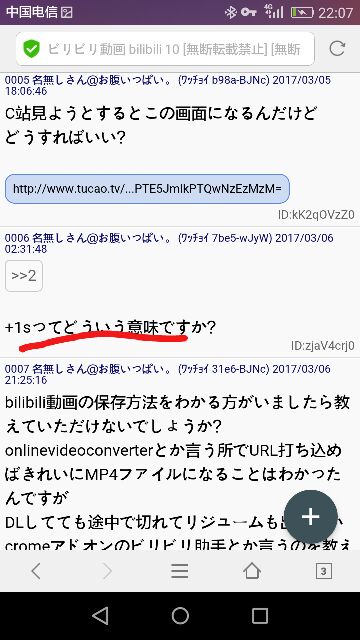 中国电信
4G
22:07
ビリビリ動画 bilibili 10 [無断転載禁止] [無断
0005 名無しさん@お腹いっぱい。 (ﾜｯﾁｮｲ b98a-BJNc) 2017/03/05
18:06:46
C站見ようとするとこの画面になるんだけど
どうすればいい?
http://www.tucao.tv/...PTE5JmlkPTQwNzEzMzM=
ID:kK2qOVzZ0
0006 名無しさん@お腹いっぱい。 (ﾜｯﾁｮｲ 7be5-wJyW) 2017/03/06
02:31:48
>>2
+1sってどういう意味ですか?
ID:zjaV4crj0
0007 名無しさん@お腹いっぱい。 (ﾜｯﾁｮｲ 31e6-BJNc) 2017/03/06
21:25:16
bilibili動画の保存方法をわかる方がいましたら教
えていただけないでしょうか?
onlinevideoconverterとか言う所でURL打ち込め
ばきれいにMP4ファイルになることはわかった
んですが
DLしてても途中で切れてリジュームも出
cromeアドオンのビリビリ助手とか言うのを教え
+
3